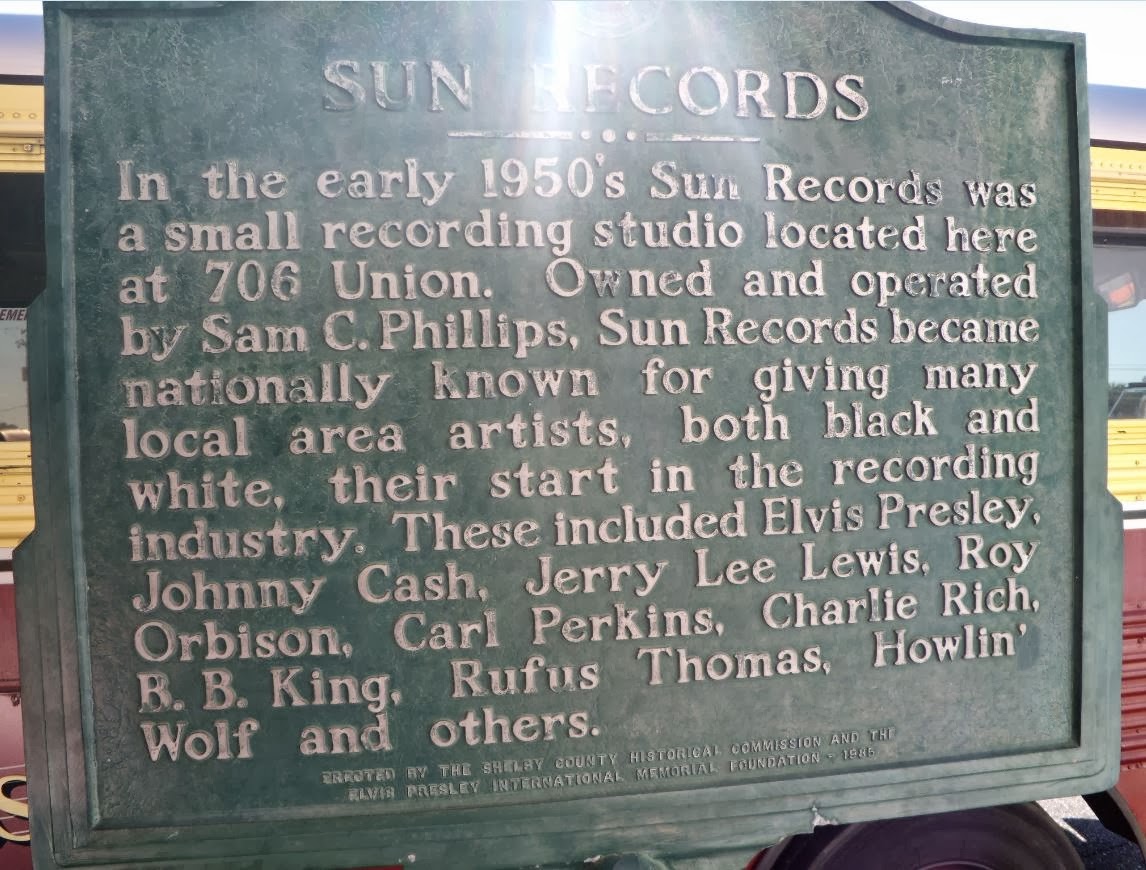 SUN RECORDS
In the early 1950's Sun Records was
a small recording studio located here
at 706 Union. Owned and operated
by Sam C. Phillips, Sun Records became
nationally known for giving many
local area artists, both black and
white, their start in the recording
industry. These included Elvis Presley,
Johnny Cash, Jerry Lee Lewis, Roy
Orbison, Carl Perkins, Charlie Rich,
B. B. King, Rufus Thomas, Howlin'
Wolf and others.
ERECTED BY THE SHELBY COUNTY HISTORICAL COMMISSION AND THE
ELVIS PRESLEY INTERNATIONAL MEMORIAL FOUNDATION - 1985